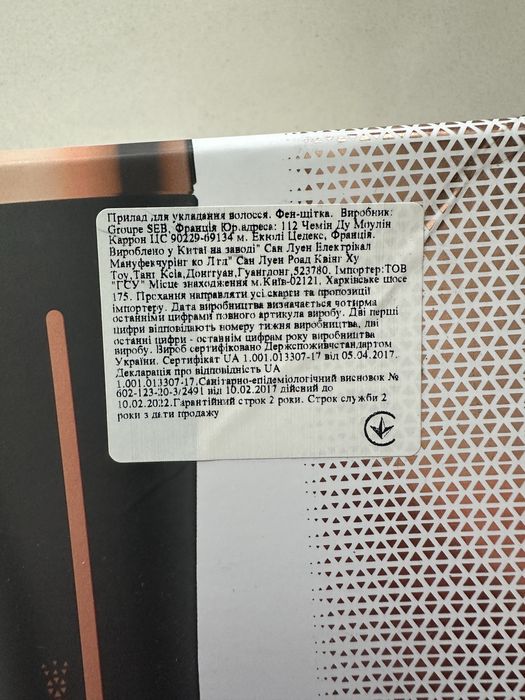 Прилад для укладання волосся. Фен-щітка. Виробник:
Groupe SEB, Франція Юр.адреса: 112 Чемін Ду Моулін
Каррон ЦС 90229-69134 м. Екюлі Цедекс, Франція.
Вироблено у Китаї на заводі" Сан Луен Електрікал
Мануфекчурінг ко Лтд" Сан Луен Роад Квінг Ху
Тоу,Танг Ксіа,Донггуан,Гуангдонг,523780. Імпортер:ТОВ
"ГСУ" Місце знаходження м.Київ-02121, Харківське шосе
175. Прохання направляти усі скарги та пропозиції
імпортеру. Дата виробництва визначається чотирма
останніми цифрами повного артикула виробу. Дві перші
цифри відповідають номеру тижня виробництва, дві
останні цифри - останнім цифрам року виробництва
виробу. Виріб сертифіковано Держспоживчстандартом
України. Сертифікат UA 1.001.013307-17 від 05.04.2017.
Декларація про відповідність UA
1.001.013307-17.Санітарно-епідеміологічний висновок №
602-123-20-3/2491 від 10.02.2017 дійсний до
10.02.2022.Гарантійний строк 2 роки. Строк служби 2
роки з дати продажу